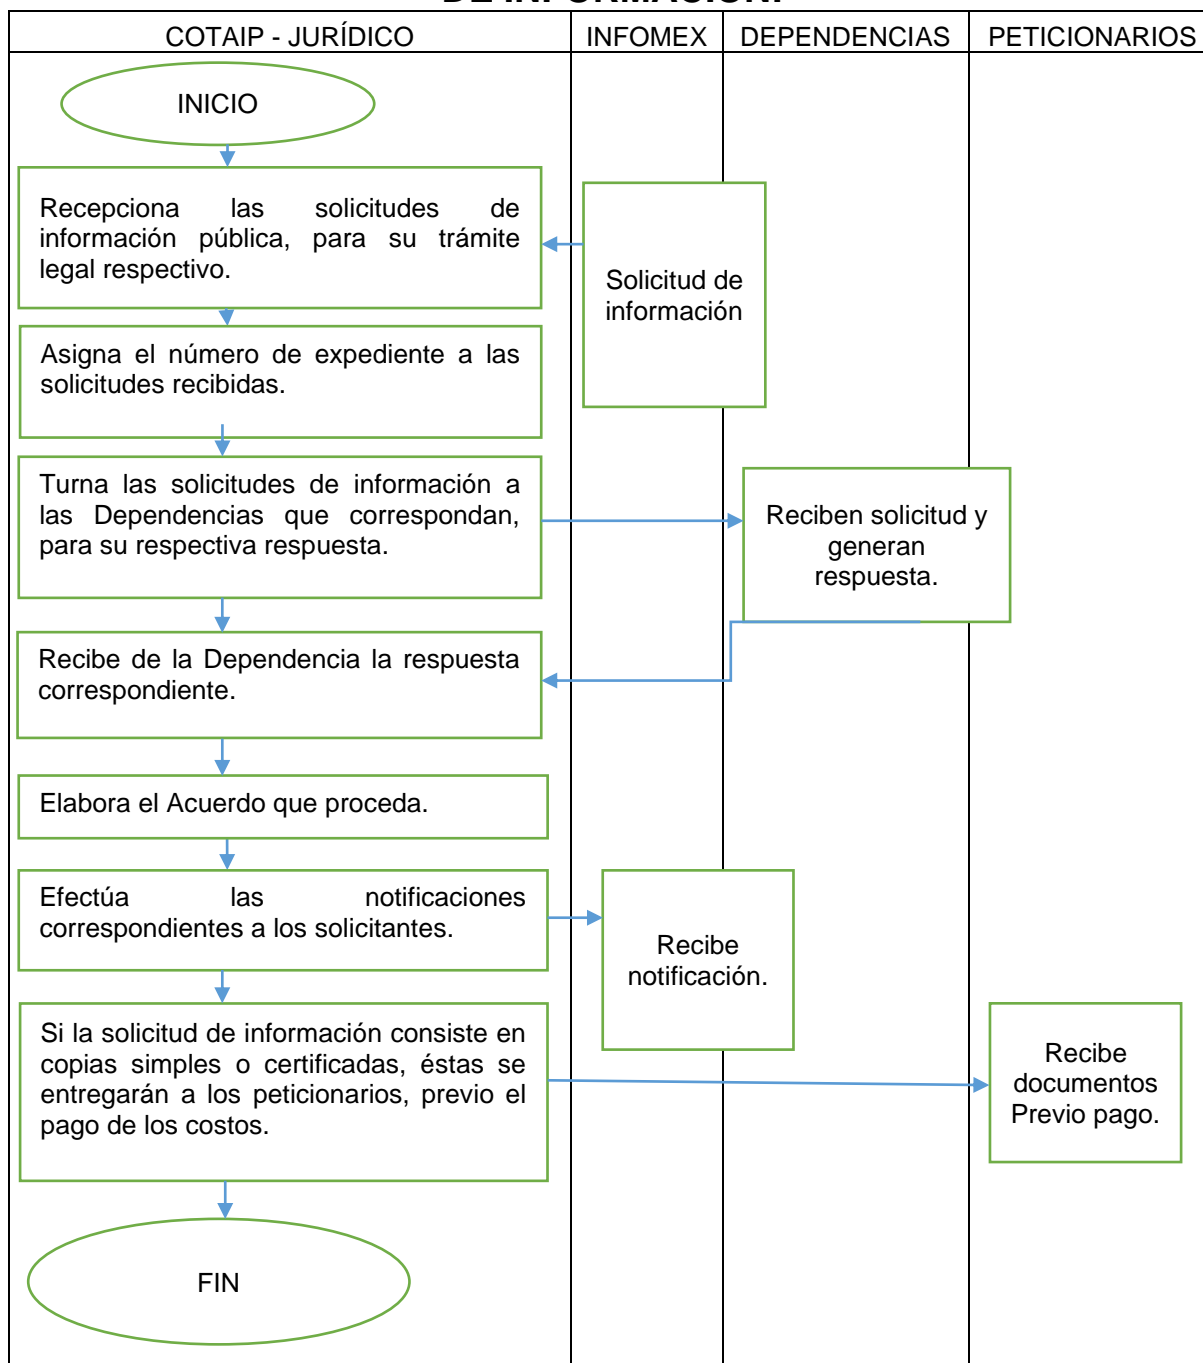 DE INFORMACIÓN.
COTAIP - JURÍDICO
INFOMEX
DEPENDENCIAS
PETICIONARIOS
INICIO
Recepciona las solicitudes de
información pública, para su trámite
legal respectivo.
Solicitud de
información
Asigna el número de expediente a las
solicitudes recibidas.
Turna las solicitudes de información a
las Dependencias que correspondan,
para su respectiva respuesta.
Reciben solicitud y
generan
respuesta.
Recibe de la Dependencia la respuesta
correspondiente.
Elabora el Acuerdo que proceda.
Efectúa las notificaciones
correspondientes a los solicitantes.
Recibe
notificación.
Si la solicitud de información consiste en
copias simples o certificadas, éstas se
entregarán a los peticionarios, previo el
pago de los costos.
Recibe
documentos
Previo pago.
FIN